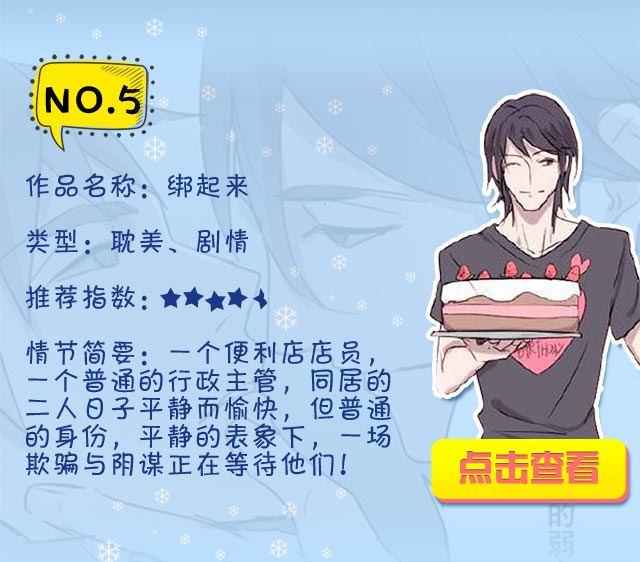 NO.5
作品名称：绑起来
类型：耽美、剧情
推荐指数：★★★★
情节简要：一个便利店店员，
一个普通的行政主管，同居的
二人日子平静而愉快，但普通
的身份，平静的表象下，一场
欺骗与阴谋正在等待他们！
点击查看
的弱